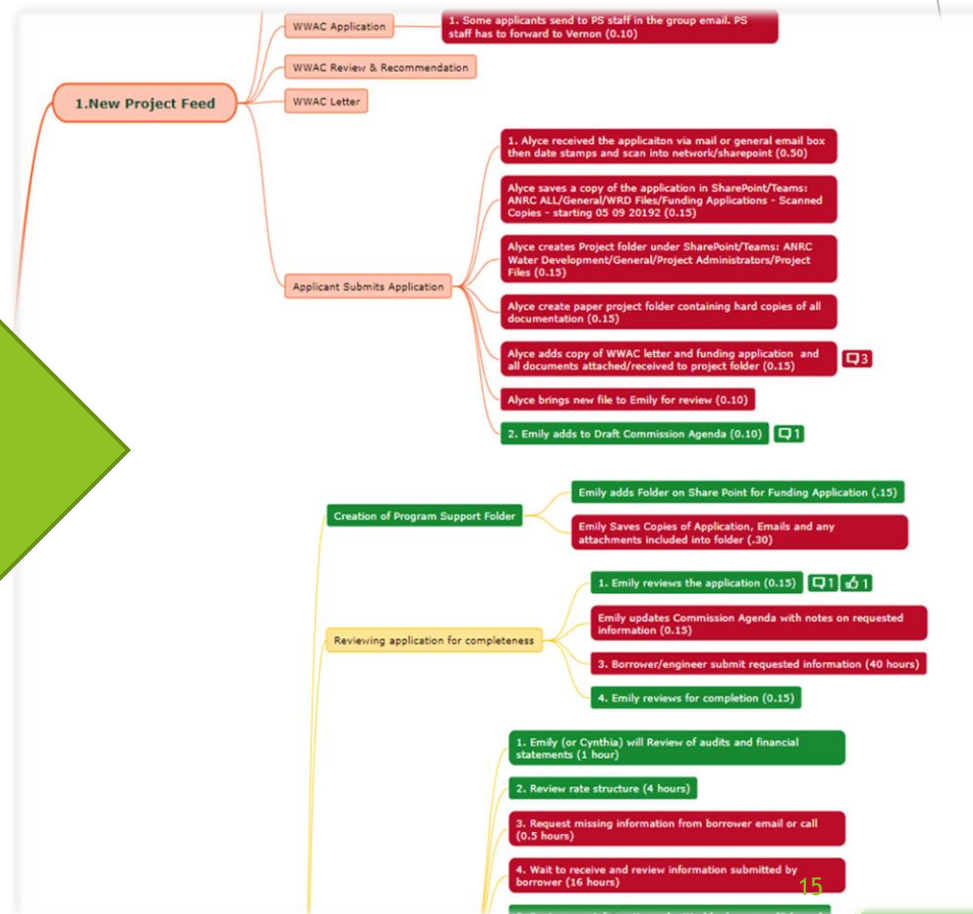 WWAC Application
1. Some applicants send to PS staff in the group email. PS
staff has to forward to Vernon (0.10)
WWAC Review & Recommendation
1.New Project Feed
WWAC Letter
1. Alyce received the applicaiton via mail or general email box
then date stamps and scan into network/sharepoint (0.50)
Alyce saves a copy of the application in SharePoint/Teams:
ANRC ALL/General/WRD Files/Funding Applications - Scanned
Copies - starting 05 09 20192 (0.15)
Alyce creates Project folder under SharePoint/Teams: ANRC
Water Development/General/Project Administrators/Project
Files (0.15)
Applicant Submits Application
Alyce create paper project folder containing hard copies of all
documentation (0.15)
Alyce adds copy of WWAC letter and funding application and
all documents attached/received to project folder (0.15)
3
Alyce brings new file to Emily for review (0.10)
2. Emily adds to Draft Commission Agenda (0.10)
1
Creation of Program Support Folder
Emily adds Folder on Share Point for Funding Application (.15)
Emily Saves Copies of Application, Emails and any
attachments included into folder (.30)
Reviewing application for completeness
1. Emily reviews the application (0.15)
1
1
Emily updates Commission Agenda with notes on requested
information (0.15)
3. Borrower/engineer submit requested information (40 hours)
4. Emily reviews for completion (0.15)
1. Emily (or Cynthia) will Review of audits and financial
statements (1 hour)
2. Review rate structure (4 hours)
3. Request missing information from borrower email or call
(0.5 hours)
4. Wait to receive and review information submitted by
borrower (16 hours)
15